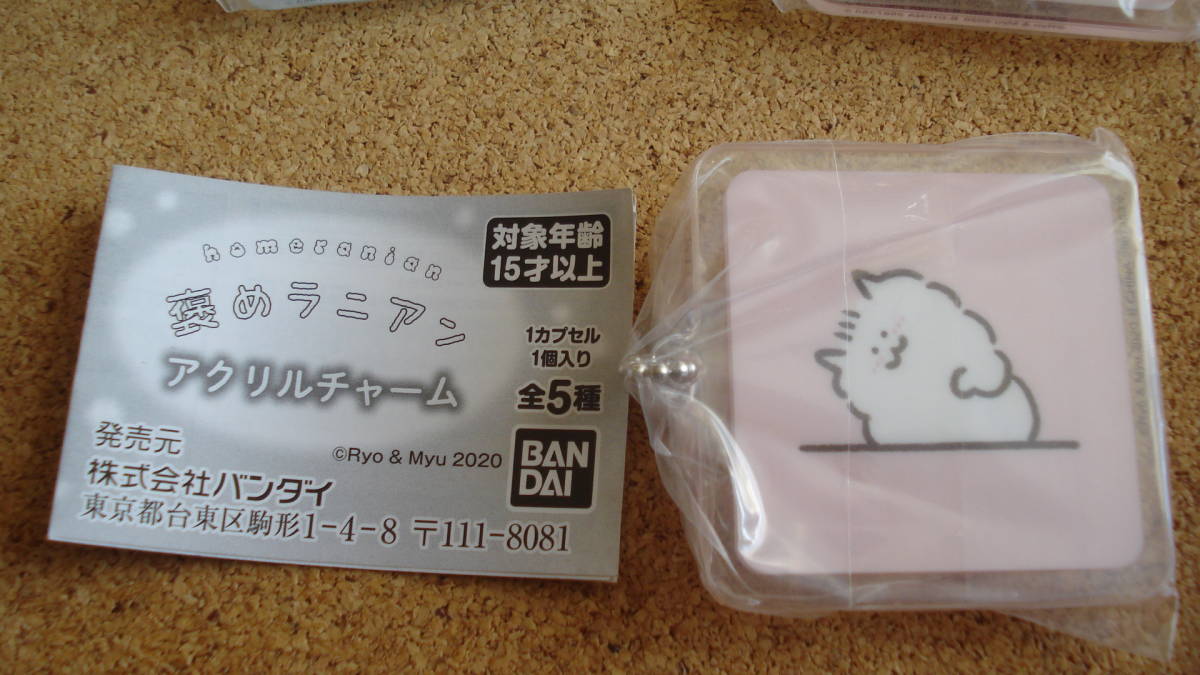 homeranian
褒めラニアン
アクリルチャーム
対象年齢
15才以上
1カプセル
1個入り
全5種
©Ryo & Myu 2020
BAN
DAI
発売元
株式会社バンダイ
東京都台東区駒形1-4-8 〒111-8081